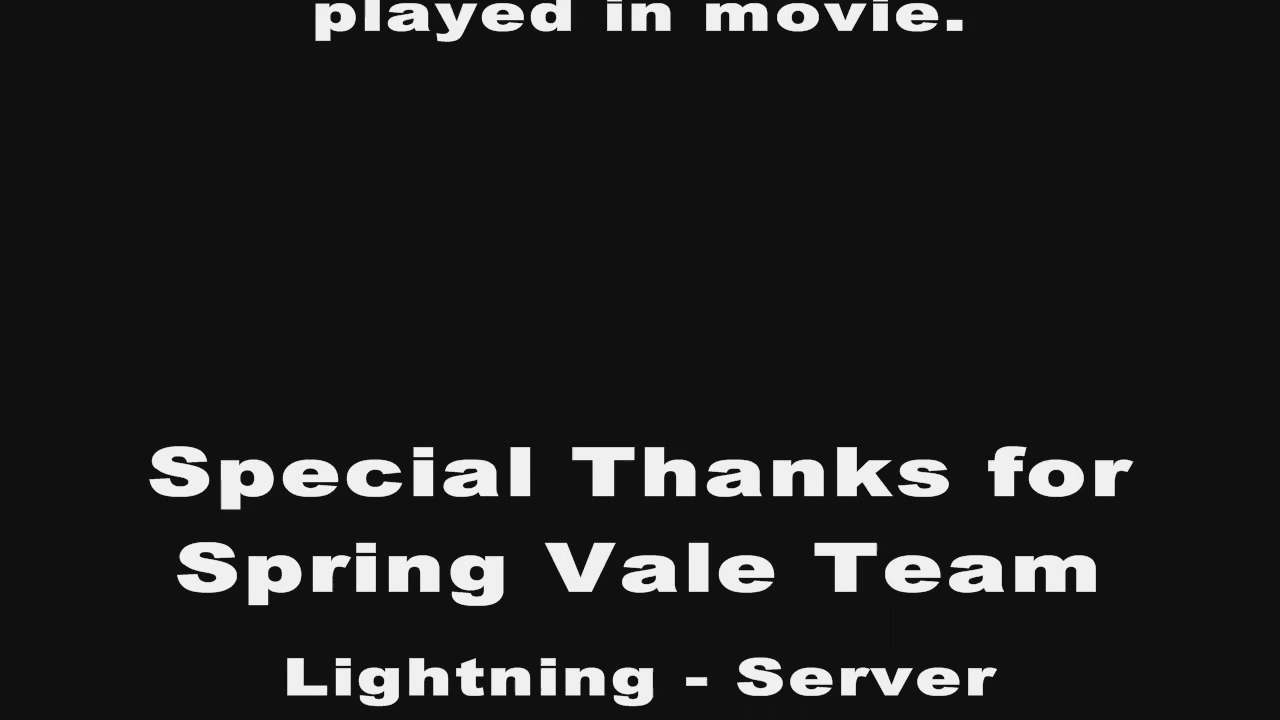 played in movie.
Special Thanks for
Spring Vale Team
Lightning - Server